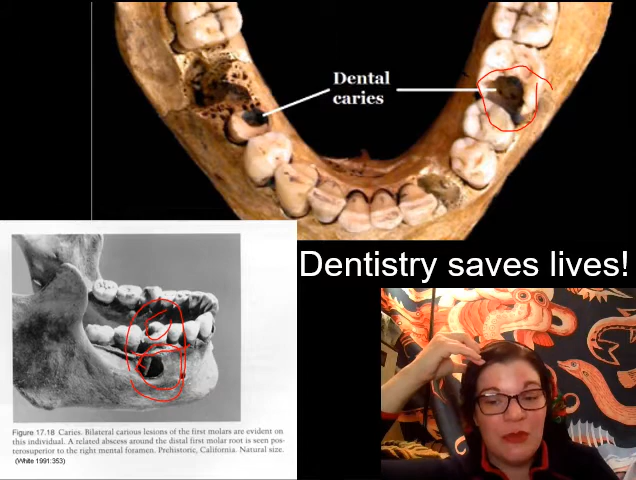 Dental
caries
Dentistry saves lives!
Figure 17.18 Caries. Bilateral carious lesions of the first molars are evident on
this individual. A related abscess around the distal first molar root is seen pos-
terosuperior to the right mental foramen. Prehistoric, California. Natural size.
(White 1991:353)